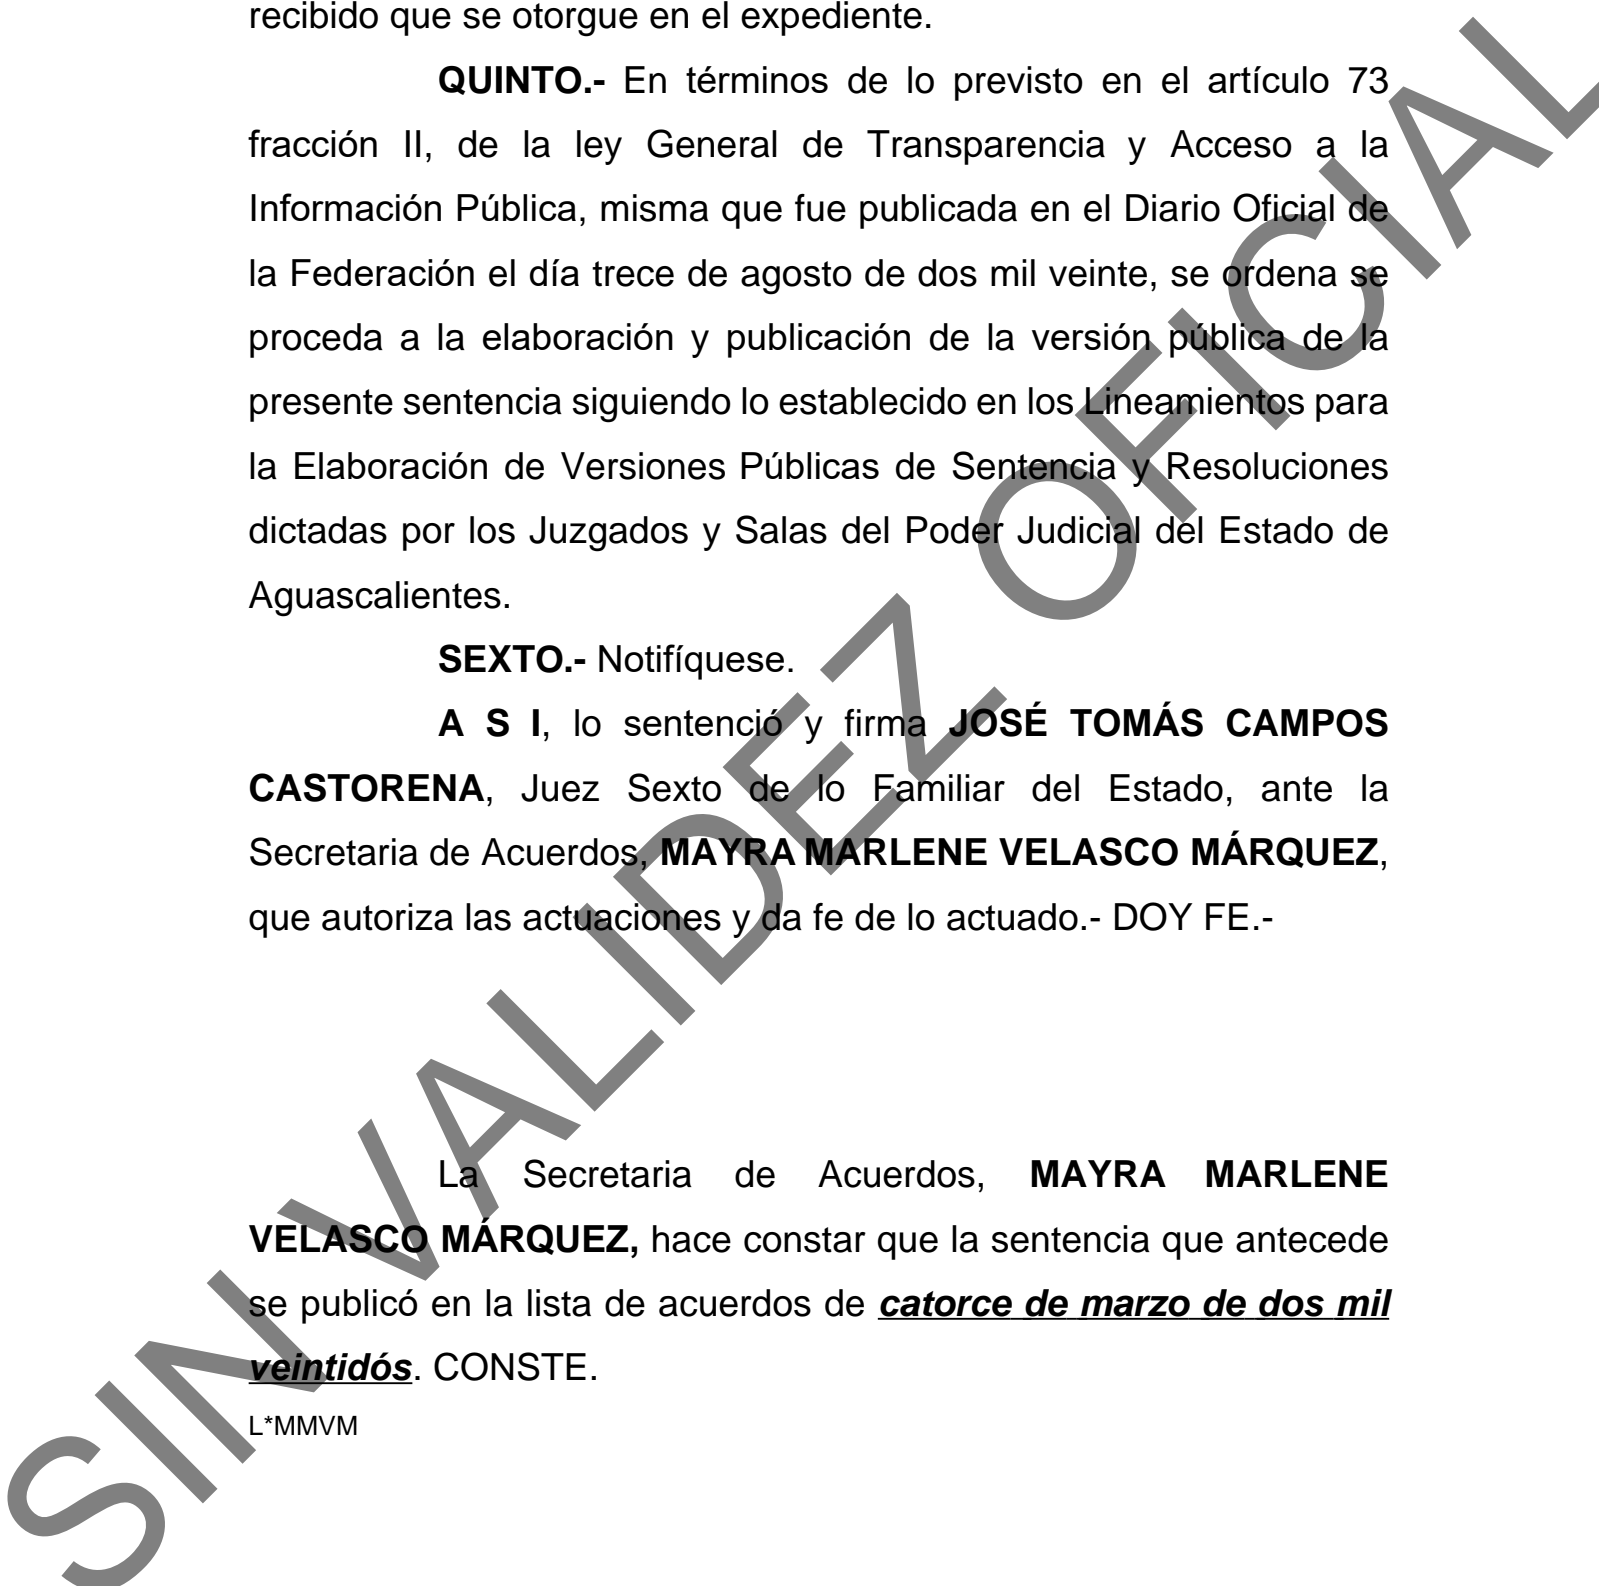 recibido que se otorgue en el expediente.
QUINTO.- En términos de lo previsto en el artículo 73
fracción II, de la ley General de Transparencia y Acceso a la
Información Pública, misma que fue publicada en el Diario Oficial de
la Federación el día trece de agosto de dos mil veinte, se ordena se
proceda a la elaboración y publicación de la versión pública de la
presente sentencia siguiendo lo establecido en los Lineamientos para
la Elaboración de Versiones Públicas de Sentencia y Resoluciones
dictadas por los Juzgados y Salas del Poder Judicial del Estado de
Aguascalientes.
SEXTO.- Notifíquese.
A S I, lo sentenció y firma JOSÉ TOMÁS CAMPOS
CASTORENA, Juez Sexto de lo Familiar del Estado, ante la
Secretaria de Acuerdos, MAYRA MARLENE VELASCO MÁRQUEZ,
que autoriza las actuaciones y da fe de lo actuado.- DOY FE.-
La Secretaria de Acuerdos, MAYRA MARLENE
VELASCO MÁRQUEZ, hace constar que la sentencia que antecede
se publicó en la lista de acuerdos de catorce de marzo de dos mil
veintidós. CONSTE.
L*MMVM
SIN VALIDEZ OFICIAL